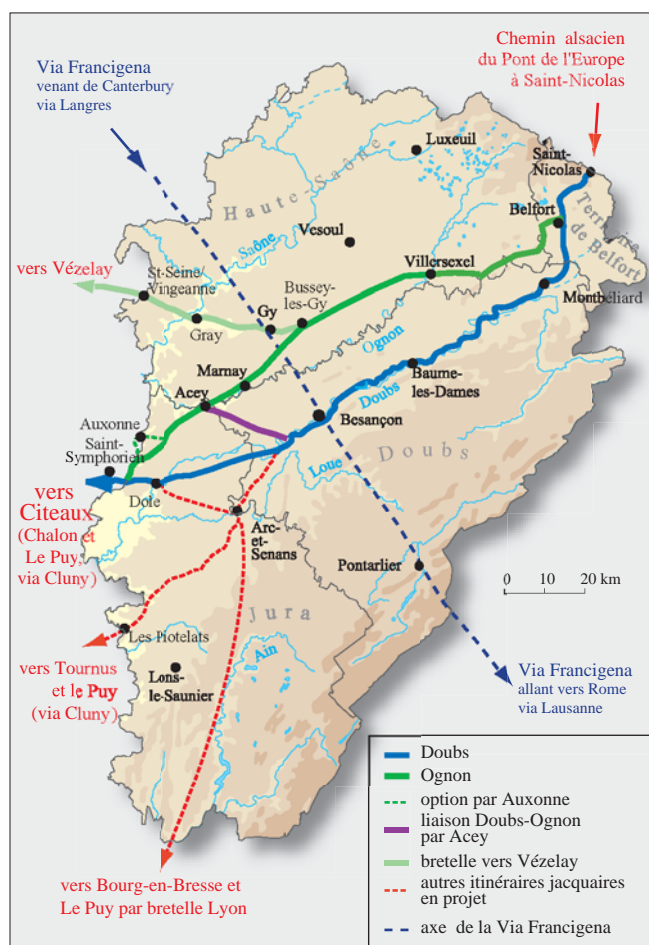 Via Francigena
venant de Canterbury
via Langres
Chemin alsacien
du Pont de l'Europe
à Saint-Nicolas
Luxeuil
Saint-
Nicolas
Haute-Saône
Belfort
Territoire
de Belfort
Vesoul
Saône
Villersexel
vers Vézelay
St-Seine/
Vingeanne
Bussey-
les-Gy
Montbéliard
Gy
Gray
Ognon
Marnay
Baume-
les-Dames
Doubs
Acey
Besançon
Auxonne
Saint-
Symphorien
Doubs
Loue
vers
Citeaux
(Chalon et
Le Puy,
via Cluny)
Dole
Arc-
et-
Senans
Pontarlier
0 10 20 km
Jura
Les Piotelats
Ain
vers Tournus
et le Puy
(via Cluny)
Lons-
le-Saunier
Via Francigena
allant vers Rome
via Lausanne
vers Bourg-en-Bresse et
Le Puy par bretelle Lyon
Doubs
Ognon
option par Auxonne
liaison Doubs-Ognon
par Acey
bretelle vers Vézelay
autres itinéraires jacquaires
en projet
axe de la Via Francigena